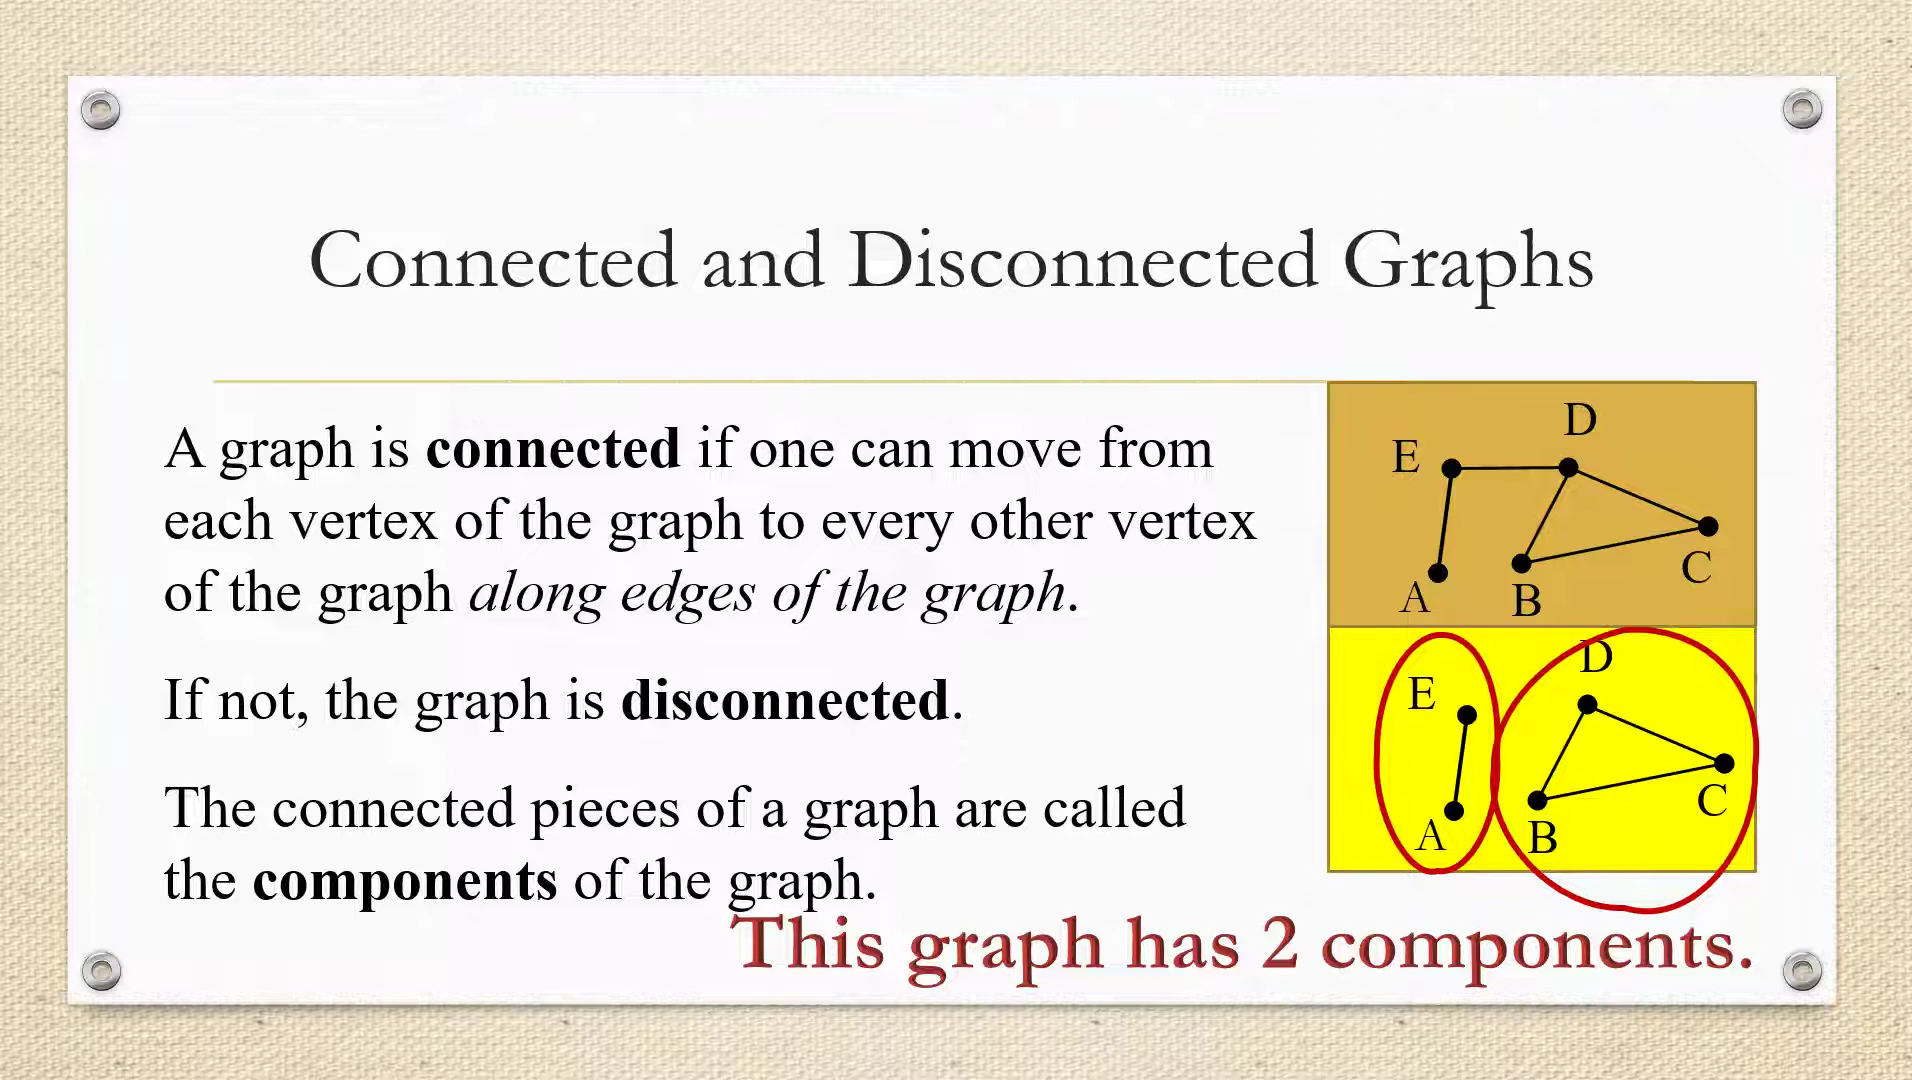 Connected and Disconnected Graphs
A graph is connected if one can move from
each vertex of the graph to every other vertex
of the graph along edges of the graph.
If not, the graph is disconnected.
The connected pieces of a graph are called
the components of the graph.
D
E
C
A
B
D
E
C
A
B
This graph has 2 components.